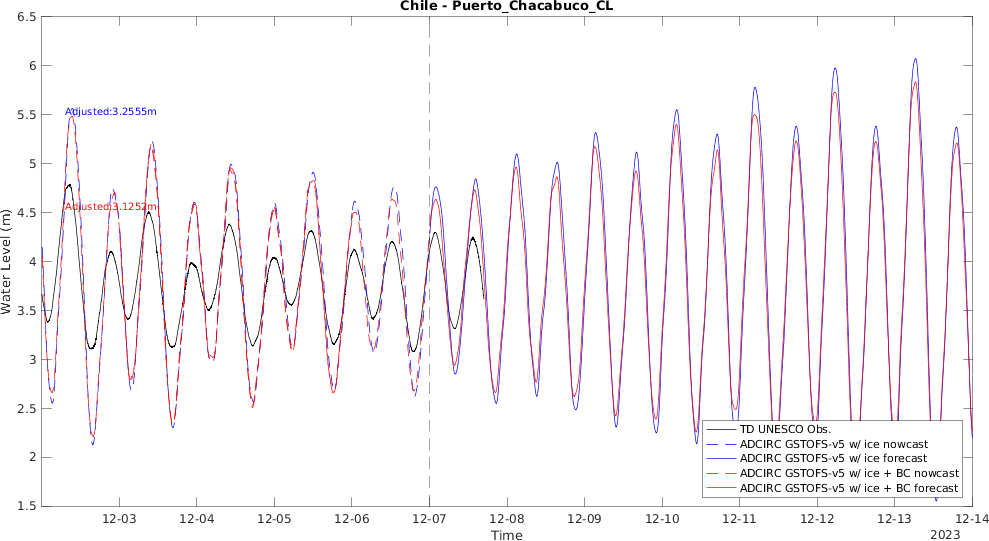 Chile - Puerto_Chacabuco_CL
6.5
6
5.5
5
4.5
4
3.5
3
2.5
2
1.5
Water Level (m)
Adjusted:3.2555m
Adjusted:3.1252m
TD UNESCO Obs.
ADCIRC GSTOFS-v5 w/ ice nowcast
ADCIRC GSTOFS-v5 w/ ice forecast
ADCIRC GSTOFS-v5 w/ ice + BC nowcast
ADCIRC GSTOFS-v5 w/ ice + BC forecast
12-03 12-04 12-05 12-06 12-07 12-08 12-09 12-10 12-11 12-12 12-13 12-14
Time
2023